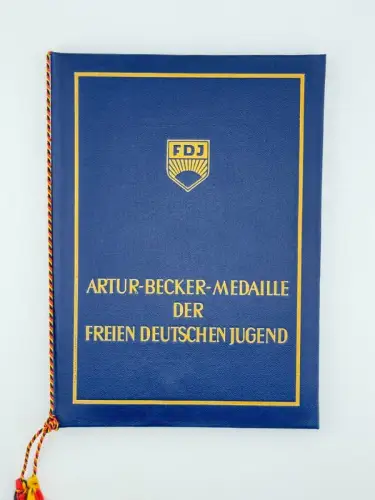 FDJ
ARTUR-BECKER-MEDAILLE
DER
FREIEN DEUTSCHEN JUGEND